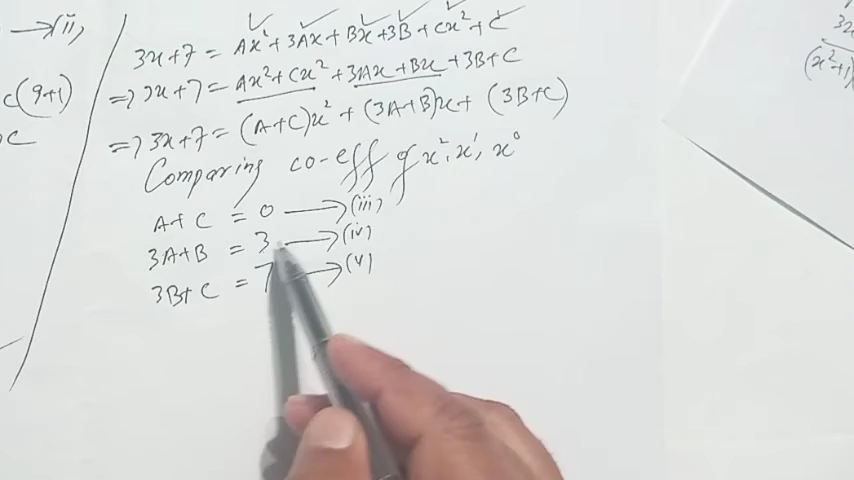 → (ii)
C(9+1)
C
3x+7 = Ax²+3Ax+Bx+3B+Cx²+C
=> 3x+7 = Ax²+Cx²+3Ax+Bx+3B+C
=> 3x+7 = (A+C)x² + (3A+B)x + (3B+C)
Comparing co-eff of x², x¹, x⁰
A+C = 0 → (iii)
3A+B = 3 → (iv)
3B+C = 7 → (v)
(x²+1)